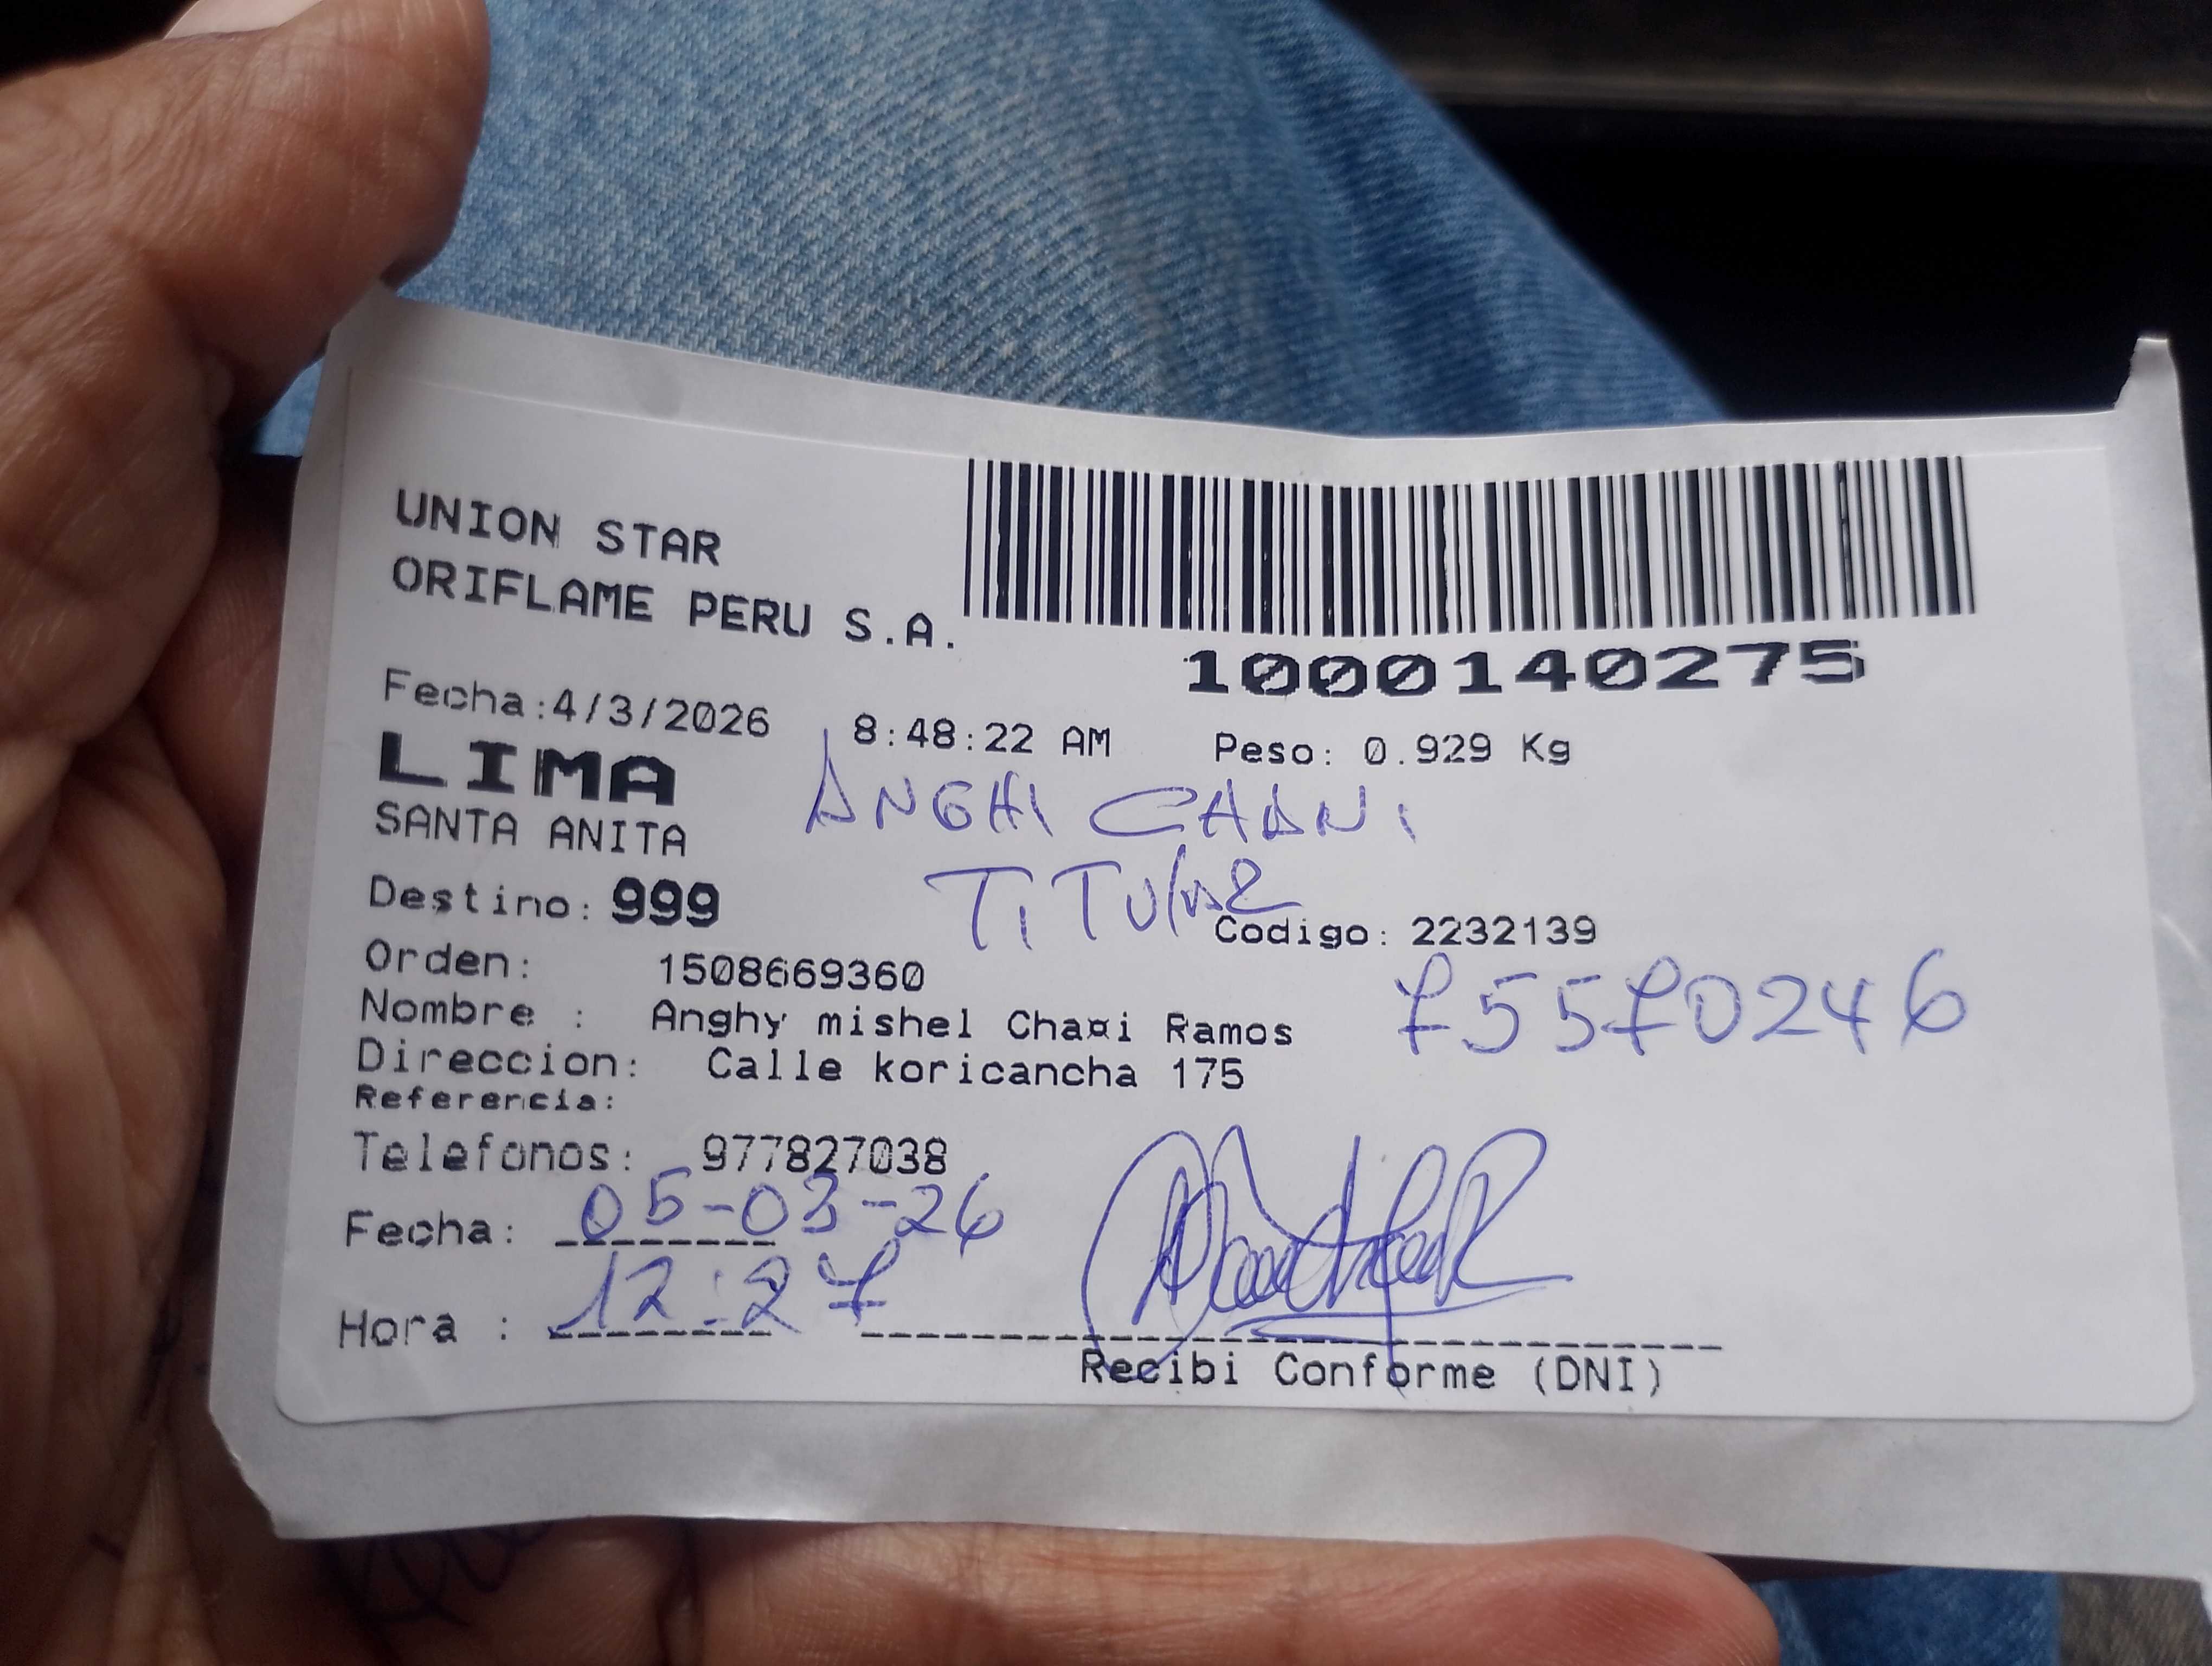 UNION STAR
ORIFLAME PERU S.A.
1000140275
Fecha:4/3/2026 8:48:22 AM Peso: 0.929 Kg
LIMA
ANGHI CHANI
SANTA ANITA
TITULAR
Destino: 999
Codigo: 2232139
Orden: 1508669360
75570246
Nombre : Anghy mishel Cha¤i Ramos
Direccion: Calle koricancha 175
Referencia:
Telefonos: 977827038
Fecha: 05-03-26
Hora : 12:27
Recibi Conforme (DNI)